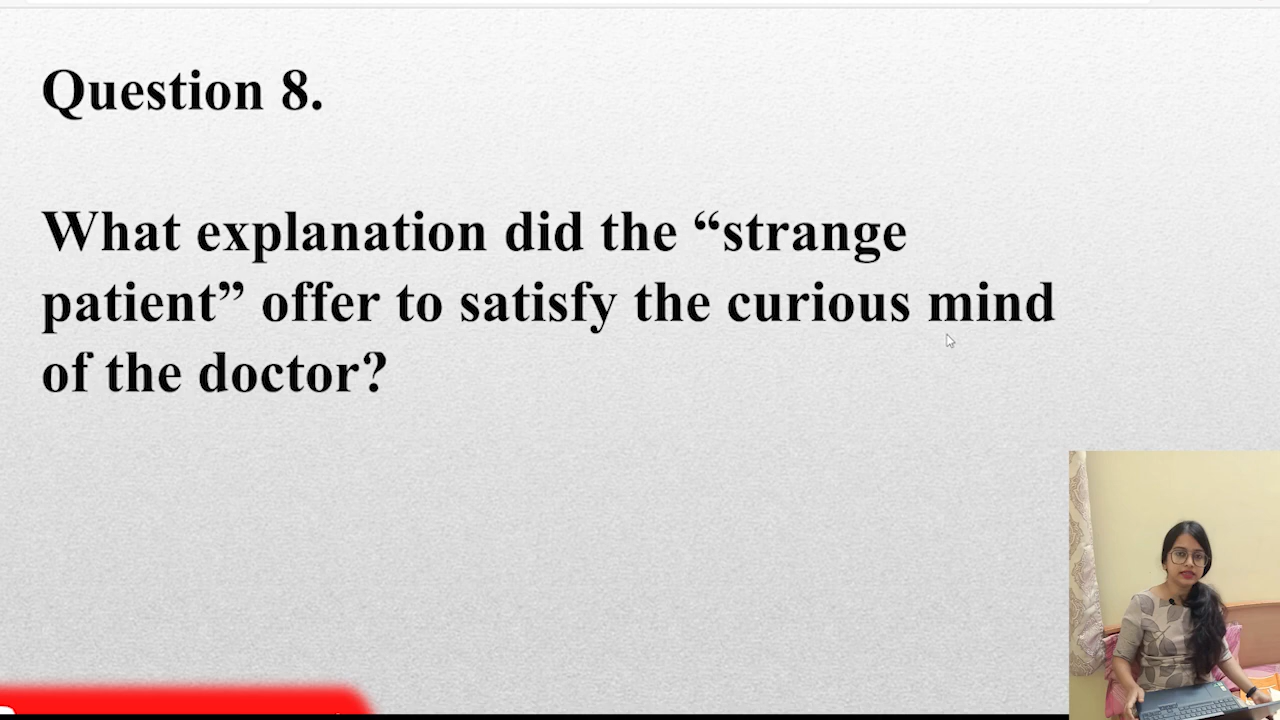 Question 8.
What explanation did the “strange
patient” offer to satisfy the curious mind
of the doctor?